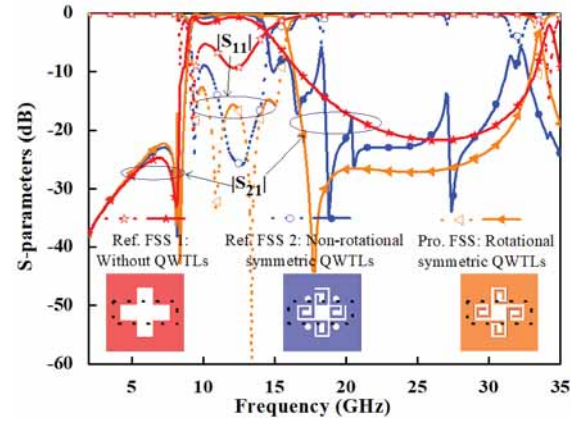 0
-10
-20
-30
-40
-50
-60
S-parameters (dB)
|S11|
|S21|
Ref. FSS 1:
Without QWTLs
Ref. FSS 2: Non-rotational
symmetric QWTLs
Pro. FSS: Rotational
symmetric QWTLs
5 10 15 20 25 30 35
Frequency (GHz)